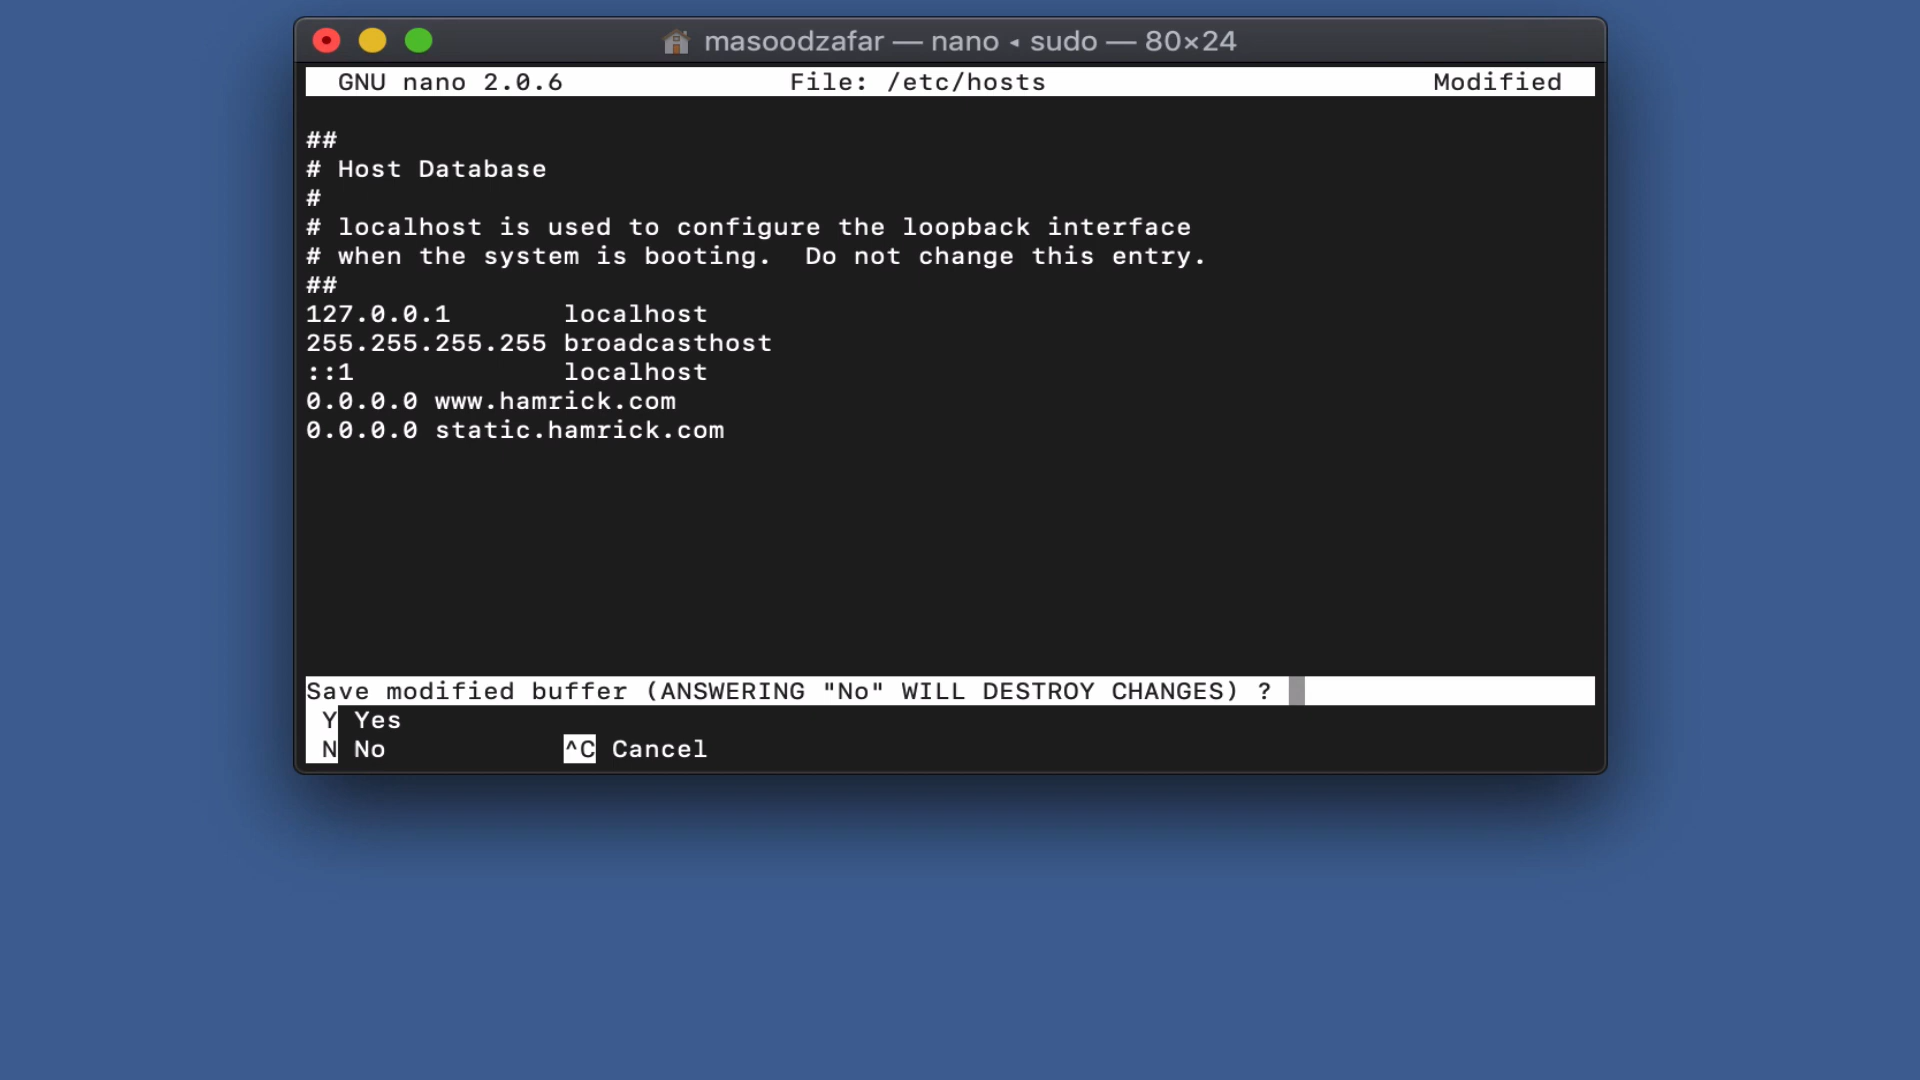 masoodzafar — nano ◂ sudo — 80×24
GNU nano 2.0.6 File: /etc/hosts Modified
##
# Host Database
#
# localhost is used to configure the loopback interface
# when the system is booting.  Do not change this entry.
##
127.0.0.1       localhost
255.255.255.255 broadcasthost
::1             localhost
0.0.0.0 www.hamrick.com
0.0.0.0 static.hamrick.com
Save modified buffer (ANSWERING "No" WILL DESTROY CHANGES) ?
Y Yes
N No ^C Cancel